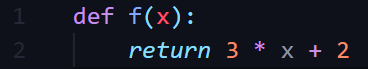 1 def f(x):
2     return 3 * x + 2